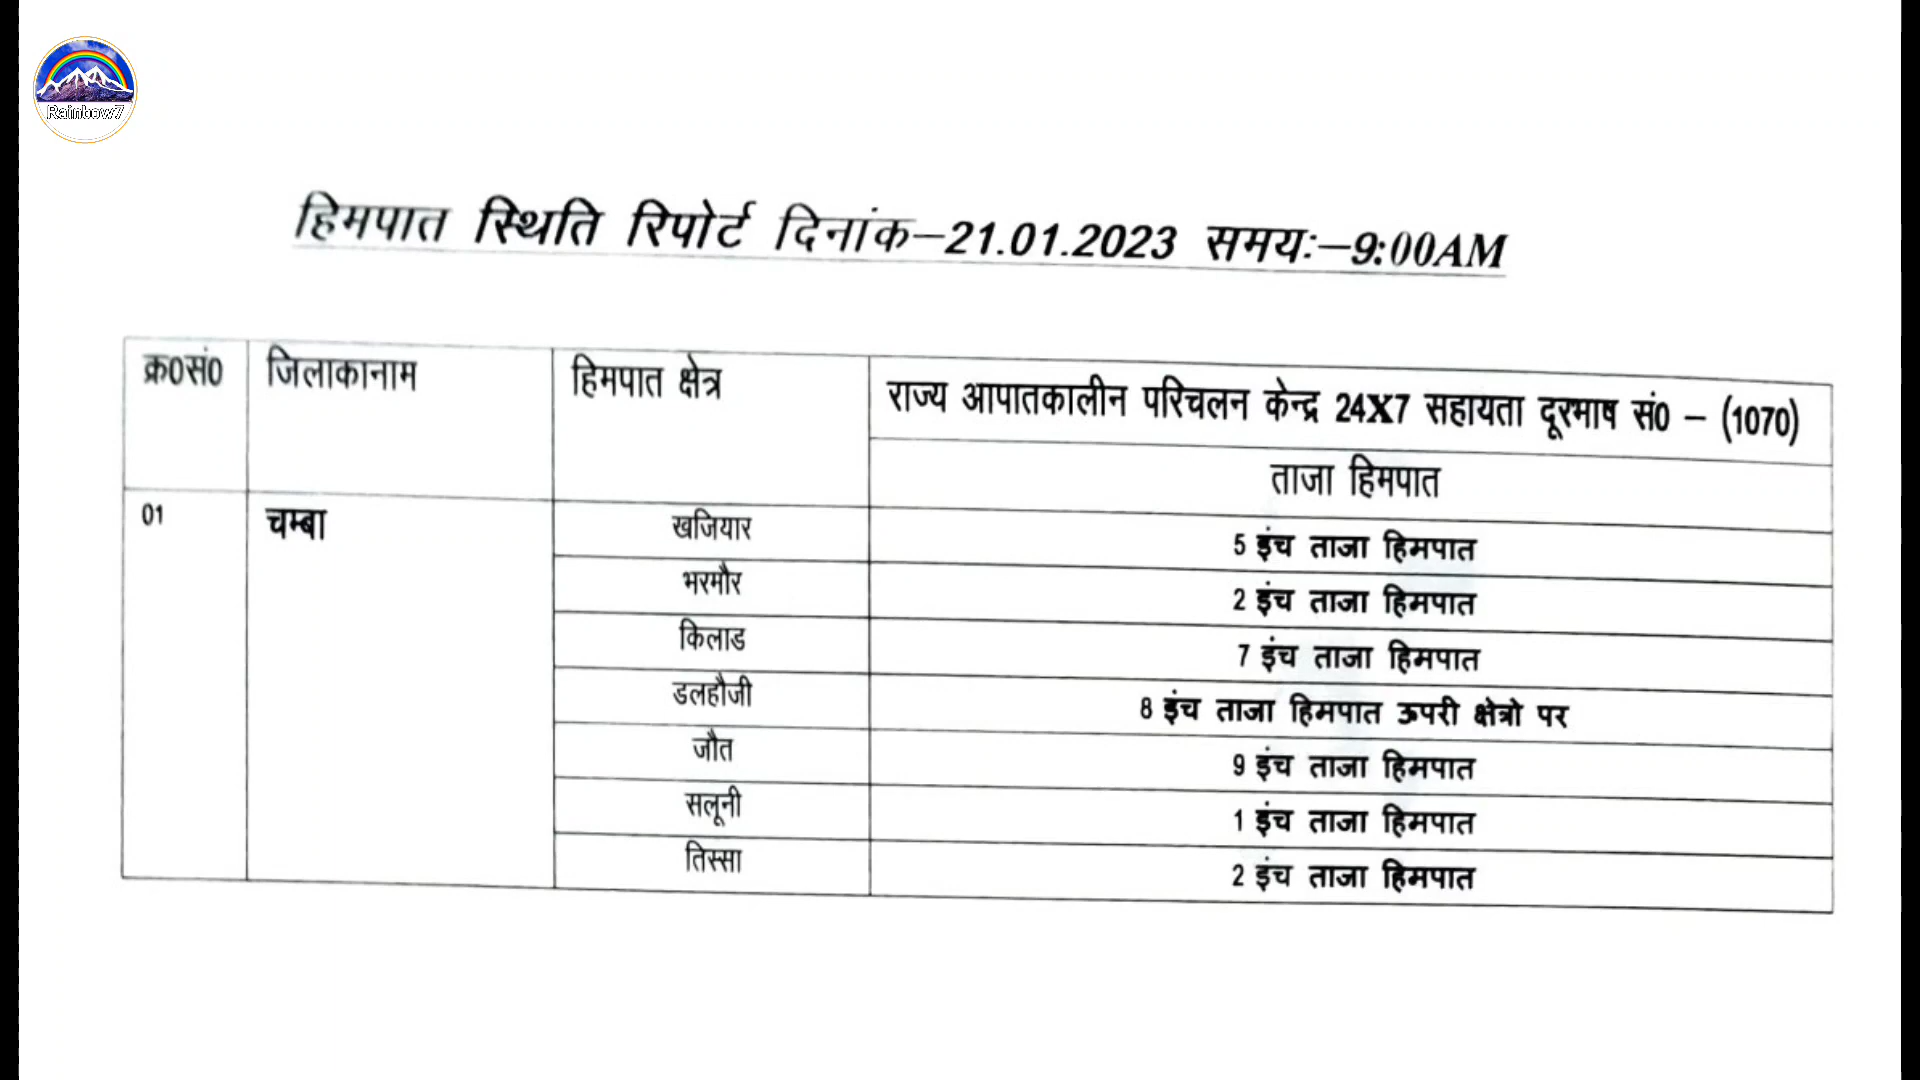 Rainbow7
हिमपात स्थिति रिपोर्ट दिनांक–21.01.2023 समयः–9:00AM
क्र0सं0 जिलाकानाम हिमपात क्षेत्र राज्य आपातकालीन परिचलन केन्द्र 24X7 सहायता दूरभाष सं0 – (1070)
ताजा हिमपात
01 चम्बा खजियार 5 इंच ताजा हिमपात
भरमौर 2 इंच ताजा हिमपात
किलाड 7 इंच ताजा हिमपात
डलहौजी 8 इंच ताजा हिमपात ऊपरी क्षेत्रो पर
जौत 9 इंच ताजा हिमपात
सलूनी 1 इंच ताजा हिमपात
तिस्सा 2 इंच ताजा हिमपात